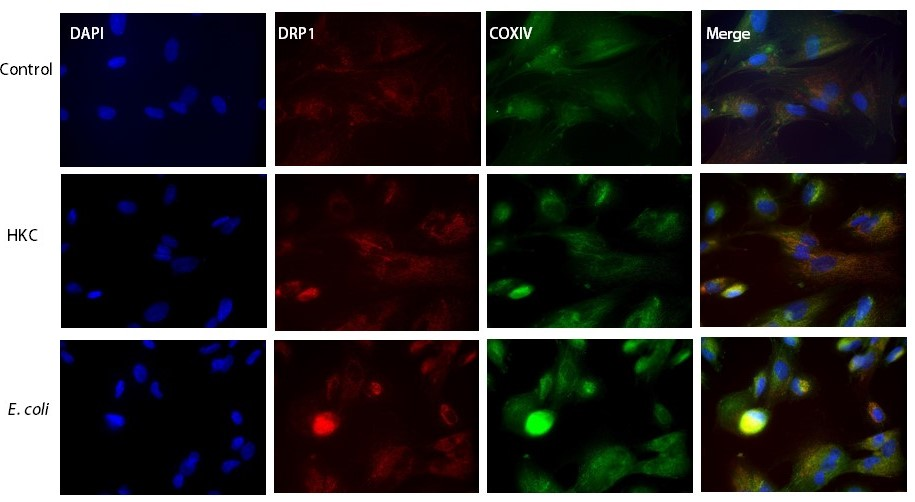 DAPI
DRP1
COXIV
Merge
Control
HKC
E. coli